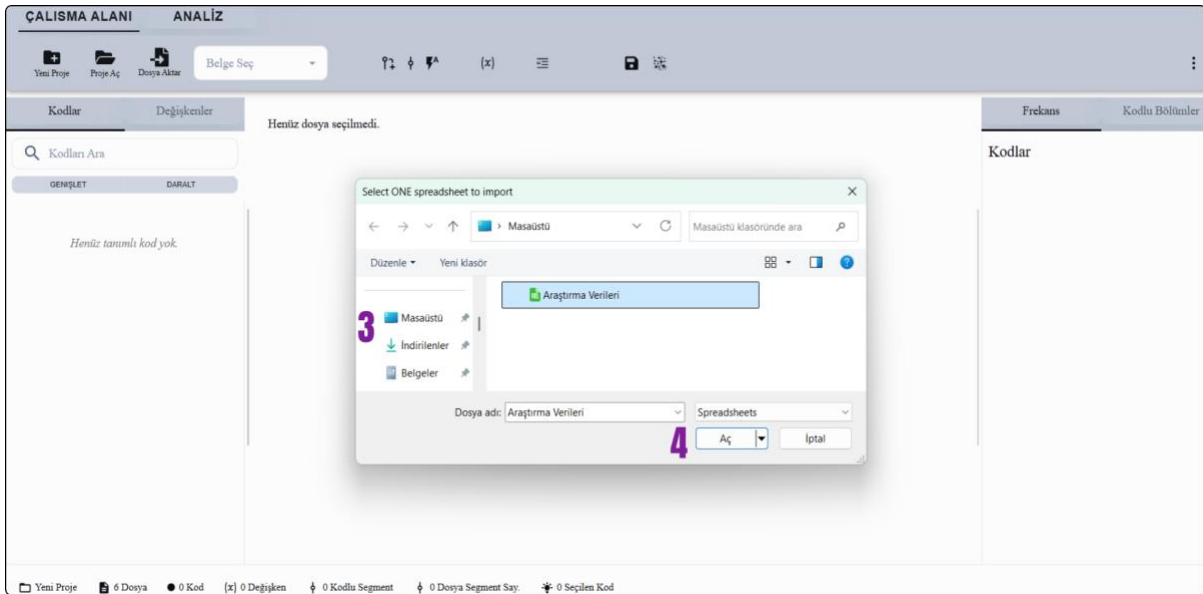 ÇALISMA ALANI ANALİZ
Yeni Proje Proje Aç Dosya Aktar Belge Seç (x)
Kodlar Değişkenler
Henüz dosya seçilmedi.
Frekans Kodlu Bölümler
Kodları Ara
Kodlar
GENİŞLET DARALT
Henüz tanımlı kod yok.
Select ONE spreadsheet to import
Masaüstü Masaüstü klasöründe ara
Düzenle Yeni klasör
Araştırma Verileri
3 Masaüstü
İndirilenler
Belgeler
Dosya adı: Araştırma Verileri Spreadsheets
4 Aç İptal
Yeni Proje 6 Dosya 0 Kod (x) 0 Değişken 0 Kodlu Segment 0 Dosya Segment Say. 0 Seçilen Kod